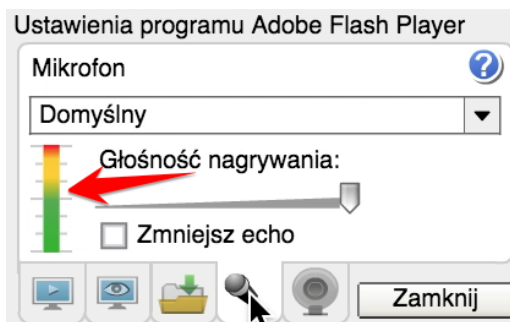 Ustawienia programu Adobe Flash Player
Mikrofon
?
Domyślny
Głośność nagrywania:
Zmniejsz echo
Zamknij